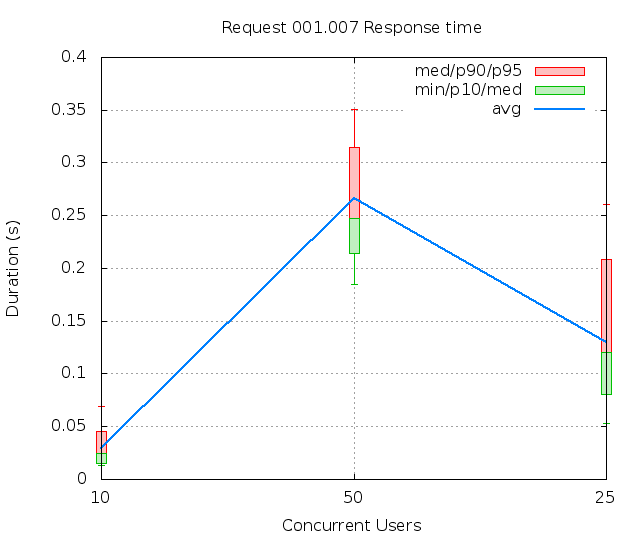 Request 001.007 Response time
med/p90/p95
min/p10/med
avg
0.4
0.35
0.3
0.25
0.2
0.15
0.1
0.05
0
Duration (s)
10 50 25
Concurrent Users